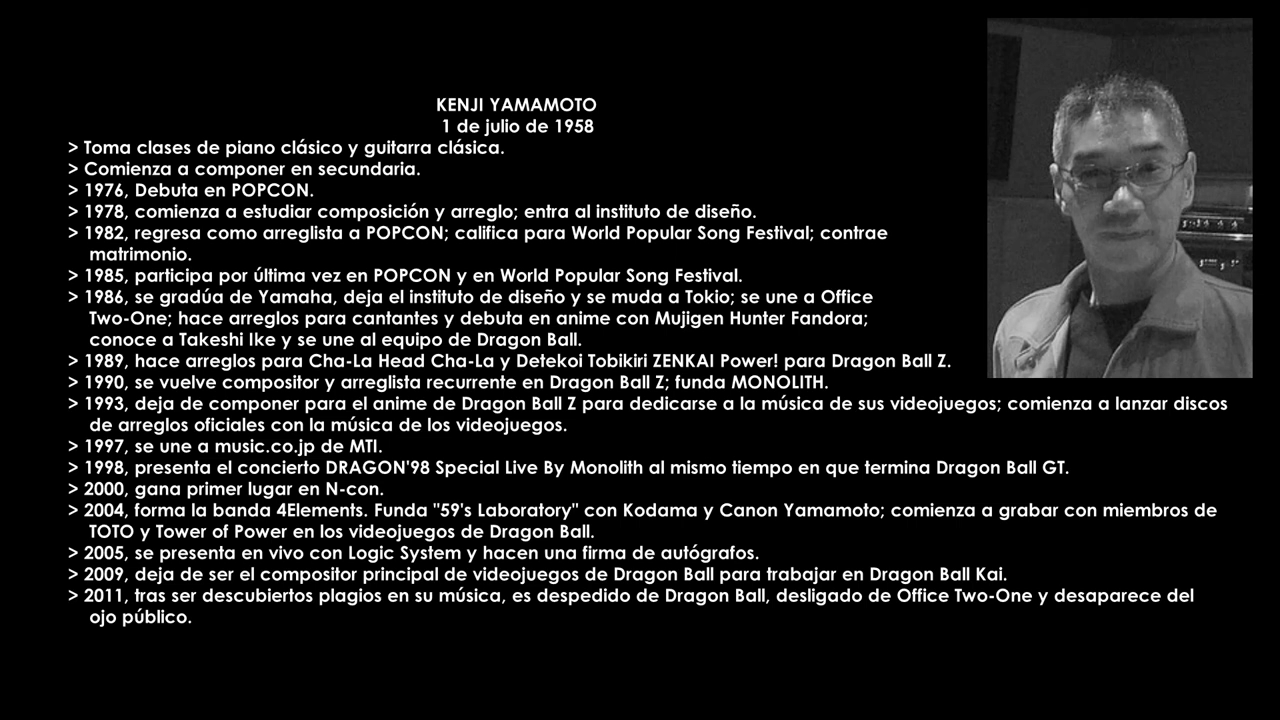 KENJI YAMAMOTO
1 de julio de 1958
> Toma clases de piano clásico y guitarra clásica.
> Comienza a componer en secundaria.
> 1976, Debuta en POPCON.
> 1978, comienza a estudiar composición y arreglo; entra al instituto de diseño.
> 1982, regresa como arreglista a POPCON; califica para World Popular Song Festival; contrae
matrimonio.
> 1985, participa por última vez en POPCON y en World Popular Song Festival.
> 1986, se gradúa de Yamaha, deja el instituto de diseño y se muda a Tokio; se une a Office
Two-One; hace arreglos para cantantes y debuta en anime con Mujigen Hunter Fandora;
conoce a Takeshi Ike y se une al equipo de Dragon Ball.
> 1989, hace arreglos para Cha-La Head Cha-La y Detekoi Tobikiri ZENKAI Power! para Dragon Ball Z.
> 1990, se vuelve compositor y arreglista recurrente en Dragon Ball Z; funda MONOLITH.
> 1993, deja de componer para el anime de Dragon Ball Z para dedicarse a la música de sus videojuegos; comienza a lanzar discos
de arreglos oficiales con la música de los videojuegos.
> 1997, se une a music.co.jp de MTI.
> 1998, presenta el concierto DRAGON'98 Special Live By Monolith al mismo tiempo en que termina Dragon Ball GT.
> 2000, gana primer lugar en N-con.
> 2004, forma la banda 4Elements. Funda "59's Laboratory" con Kodama y Canon Yamamoto; comienza a grabar con miembros de
TOTO y Tower of Power en los videojuegos de Dragon Ball.
> 2005, se presenta en vivo con Logic System y hacen una firma de autógrafos.
> 2009, deja de ser el compositor principal de videojuegos de Dragon Ball para trabajar en Dragon Ball Kai.
> 2011, tras ser descubiertos plagios en su música, es despedido de Dragon Ball, desligado de Office Two-One y desaparece del
ojo público.